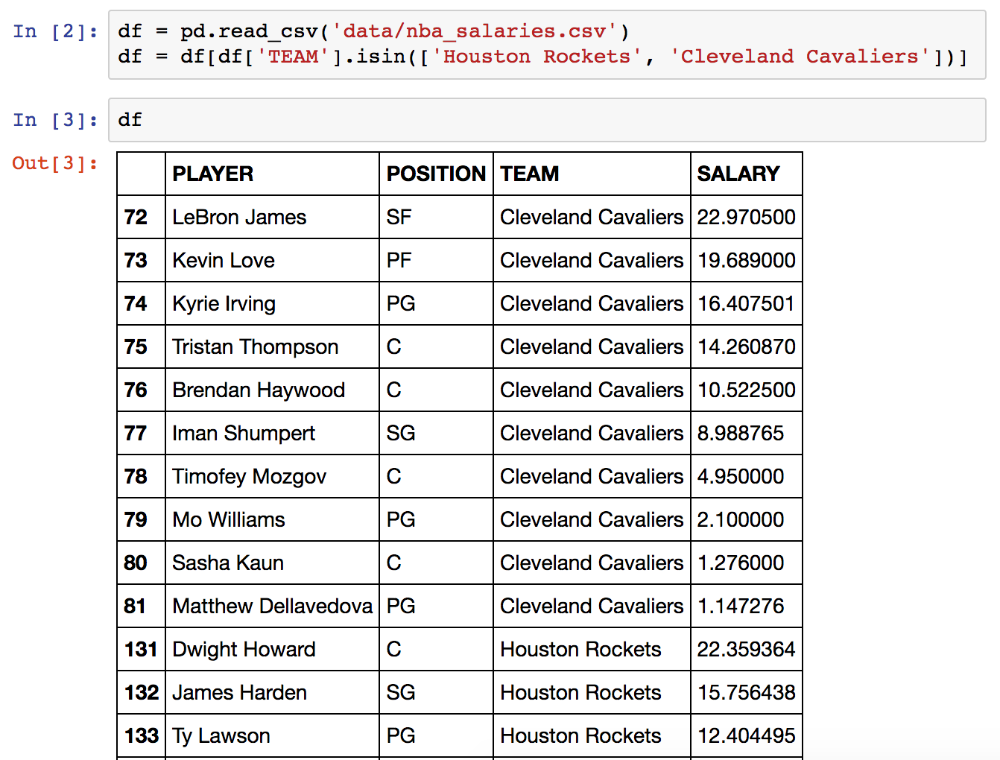 In [2]: df = pd.read_csv('data/nba_salaries.csv')
df = df[df['TEAM'].isin(['Houston Rockets', 'Cleveland Cavaliers'])]
In [3]: df
Out[3]:
PLAYER POSITION TEAM SALARY
72 LeBron James SF Cleveland Cavaliers 22.970500
73 Kevin Love PF Cleveland Cavaliers 19.689000
74 Kyrie Irving PG Cleveland Cavaliers 16.407501
75 Tristan Thompson C Cleveland Cavaliers 14.260870
76 Brendan Haywood C Cleveland Cavaliers 10.522500
77 Iman Shumpert SG Cleveland Cavaliers 8.988765
78 Timofey Mozgov C Cleveland Cavaliers 4.950000
79 Mo Williams PG Cleveland Cavaliers 2.100000
80 Sasha Kaun C Cleveland Cavaliers 1.276000
81 Matthew Dellavedova PG Cleveland Cavaliers 1.147276
131 Dwight Howard C Houston Rockets 22.359364
132 James Harden SG Houston Rockets 15.756438
133 Ty Lawson PG Houston Rockets 12.404495